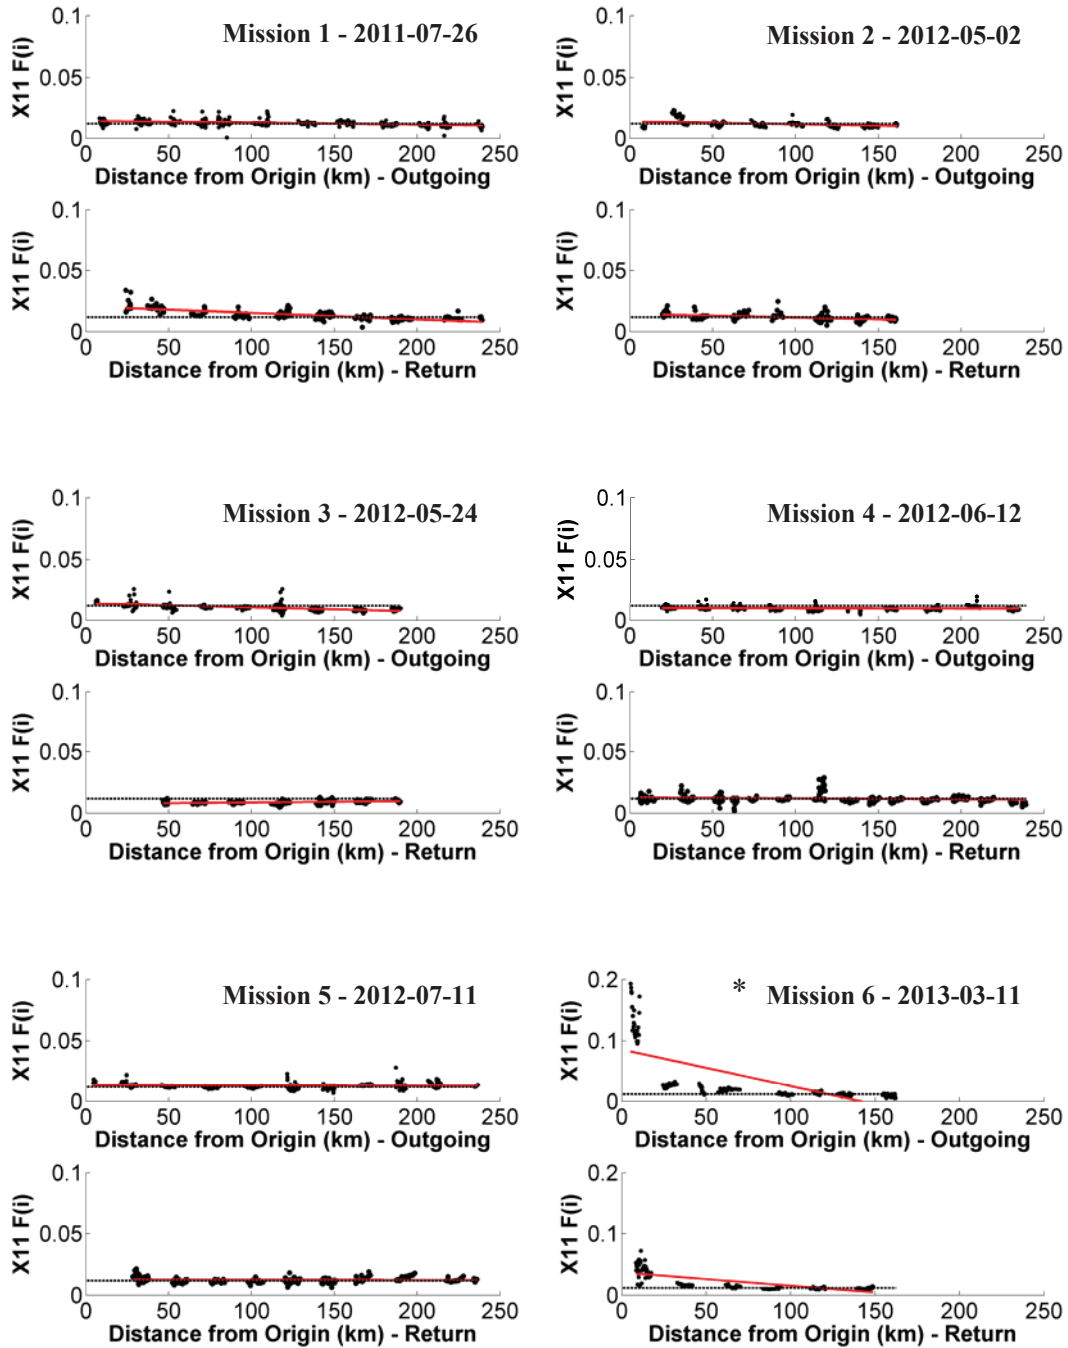 Mission 1 - 2011-07-26
X11 F(i)
0.1
0.05
0
0 50 100 150 200 250
Distance from Origin (km) - Outgoing
X11 F(i)
0.1
0.05
0
0 50 100 150 200 250
Distance from Origin (km) - Return
Mission 2 - 2012-05-02
X11 F(i)
0.1
0.05
0
0 50 100 150 200 250
Distance from Origin (km) - Outgoing
X11 F(i)
0.1
0.05
0
0 50 100 150 200 250
Distance from Origin (km) - Return
Mission 3 - 2012-05-24
X11 F(i)
0.1
0.05
0
0 50 100 150 200 250
Distance from Origin (km) - Outgoing
X11 F(i)
0.1
0.05
0
0 50 100 150 200 250
Distance from Origin (km) - Return
Mission 4 - 2012-06-12
X11 F(i)
0.1
0.05
0
0 50 100 150 200 250
Distance from Origin (km) - Outgoing
X11 F(i)
0.1
0.05
0
0 50 100 150 200 250
Distance from Origin (km) - Return
Mission 5 - 2012-07-11
X11 F(i)
0.1
0.05
0
0 50 100 150 200 250
Distance from Origin (km) - Outgoing
X11 F(i)
0.1
0.05
0
0 50 100 150 200 250
Distance from Origin (km) - Return
* Mission 6 - 2013-03-11
X11 F(i)
0.2
0.1
0
0 50 100 150 200 250
Distance from Origin (km) - Outgoing
X11 F(i)
0.2
0.1
0
0 50 100 150 200 250
Distance from Origin (km) - Return